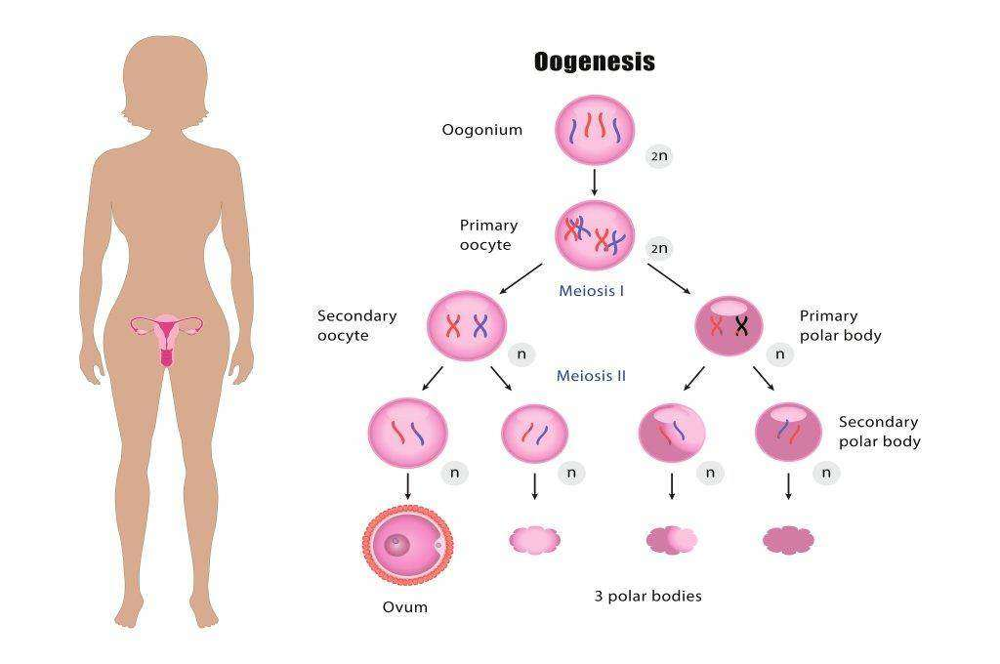 Oogenesis
Oogonium
2n
Primary
oocyte
2n
Meiosis I
Secondary
oocyte
n
Primary
polar body
n
Meiosis II
n
n
n
Secondary
polar body
n
Ovum
3 polar bodies